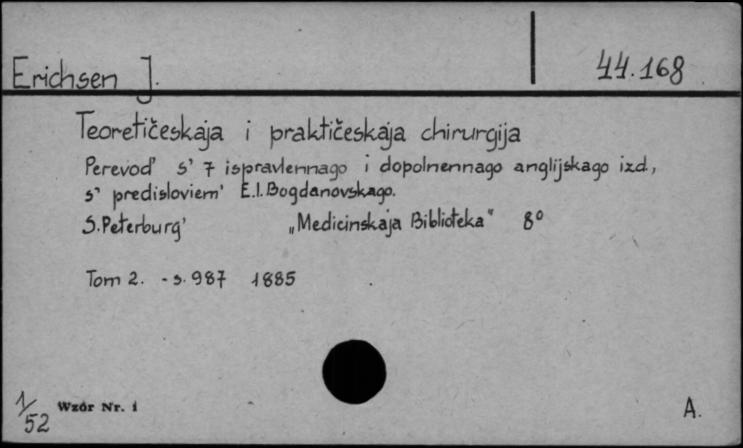 Erichsen J. 44.168
Teoretičeskaja i praktičeskaja chirurgija
Perevod' s' 7 ispravlennago i dopolnennago anglijskago izd.,
s' predisloviem' E.I.Bogdanovskago.
S.Peterburg' „Medicinskaja Biblioteka" 8°
Tom 2. - s. 987 1885
1/52 Wzór Nr. 1 A.